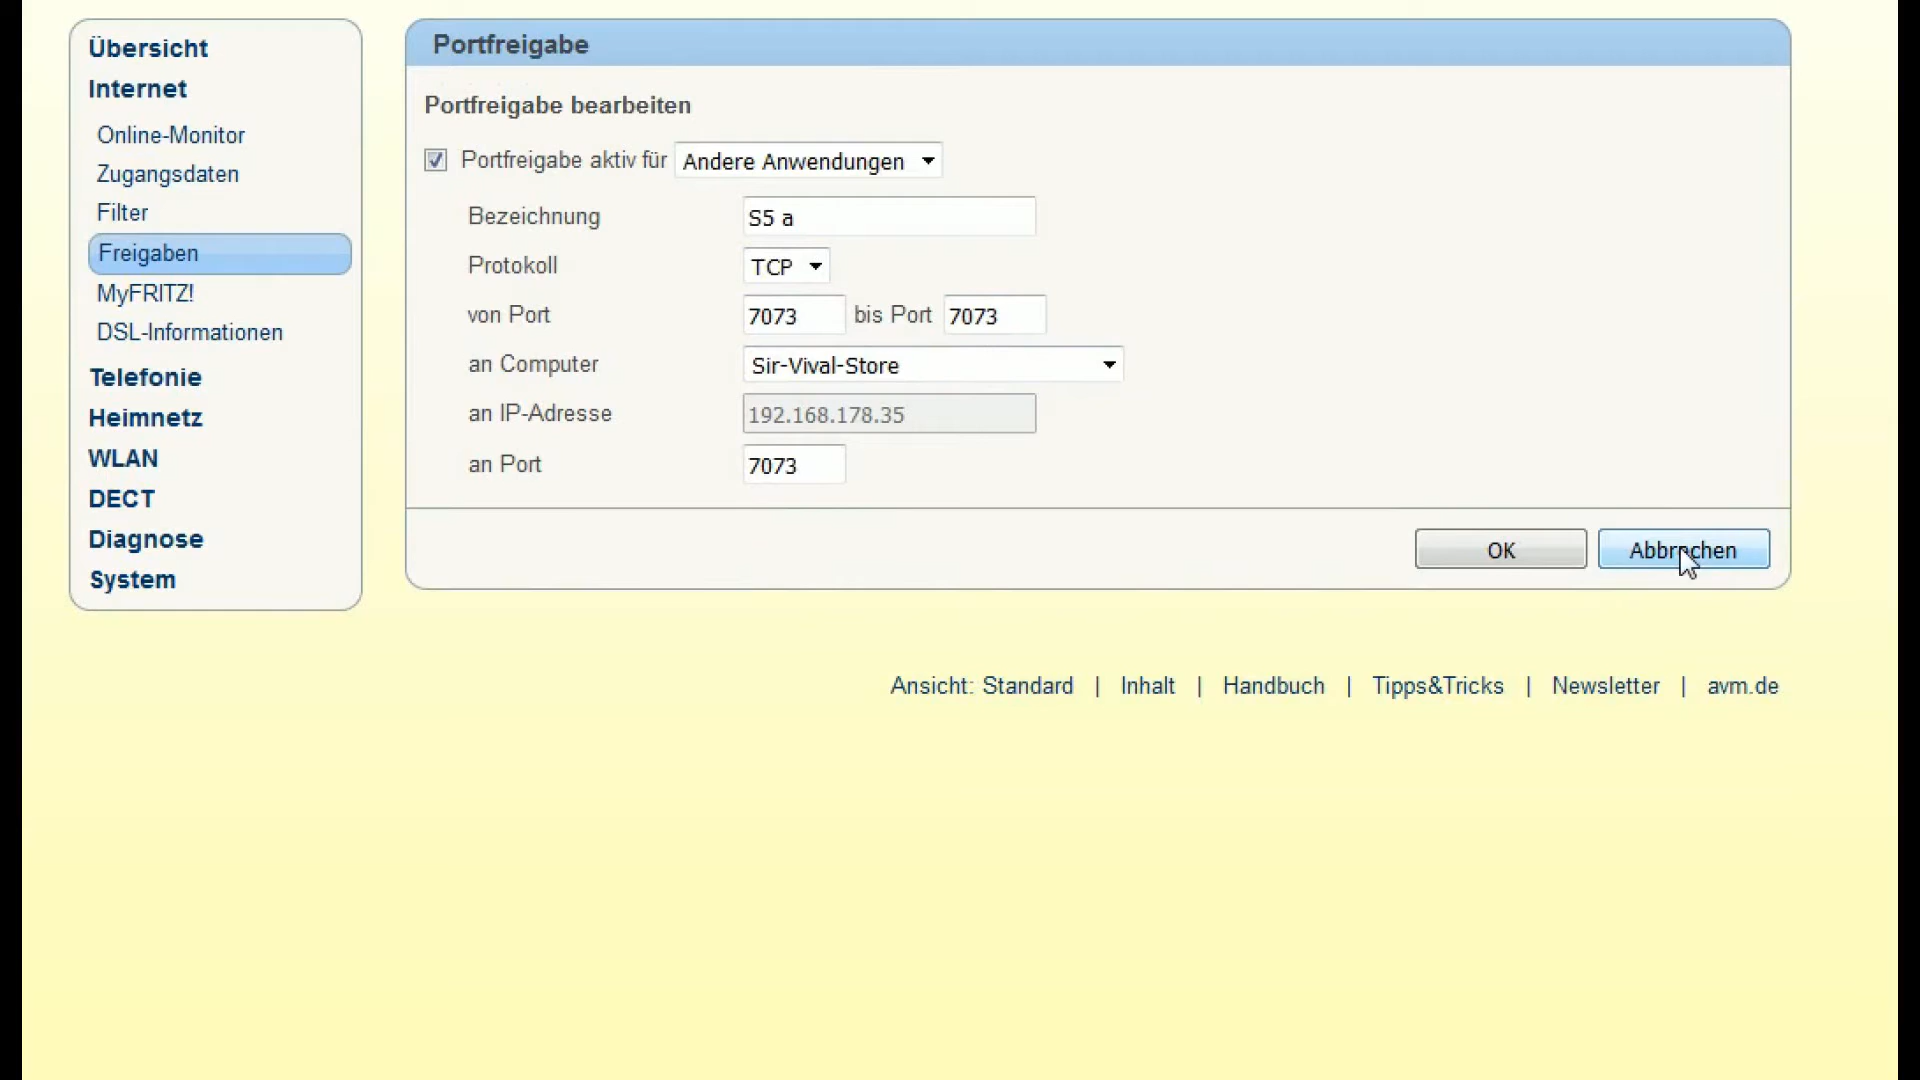 Übersicht
Internet
Online-Monitor
Zugangsdaten
Filter
Freigaben
MyFRITZ!
DSL-Informationen
Telefonie
Heimnetz
WLAN
DECT
Diagnose
System
Portfreigabe
Portfreigabe bearbeiten
Portfreigabe aktiv für Andere Anwendungen
Bezeichnung S5 a
Protokoll TCP
von Port 7073 bis Port 7073
an Computer Sir-Vival-Store
an IP-Adresse 192.168.178.35
an Port 7073
OK Abbrechen
Ansicht: Standard | Inhalt | Handbuch | Tipps&Tricks | Newsletter | avm.de